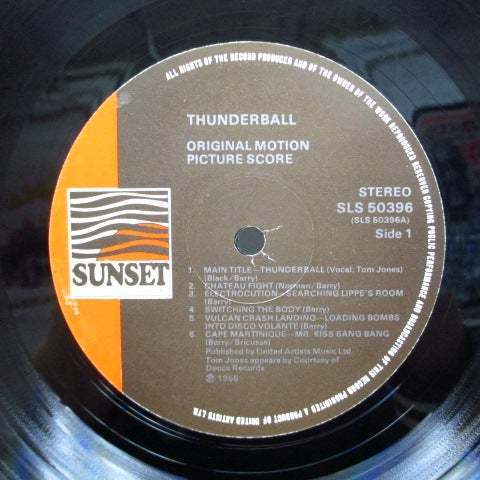 ALL RIGHTS OF THE RECORD PRODUCER AND OF THE OWNER OF THE WORK REPRODUCED RESERVED COPYING PUBLIC PERFORMANCE AND BROADCASTING OF THIS RECORD PROHIBITED A PRODUCT OF UNITED ARTISTS LTD
THUNDERBALL
ORIGINAL MOTION
PICTURE SCORE
STEREO
SLS 50396
(SLS 50396A)
Side 1
SUNSET
1. MAIN TITLE—THUNDERBALL (Vocal: Tom Jones)
(Black/Barry)
2. CHATEAU FIGHT (Norman/Barry)
3. ELECTROCUTION—SEARCHING LIPPE'S ROOM
(Barry)
4. SWITCHING THE BODY (Barry)
5. VULCAN CRASH LANDING—LOADING BOMBS
INTO DISCO VOLANTE (Barry)
6. CAPE MARTINIQUE—MR. KISS BANG BANG
(Barry/Bricusse)
Published by United Artists Music Ltd
Tom Jones appears by Courtesy of
Decca Records
℗ 1965